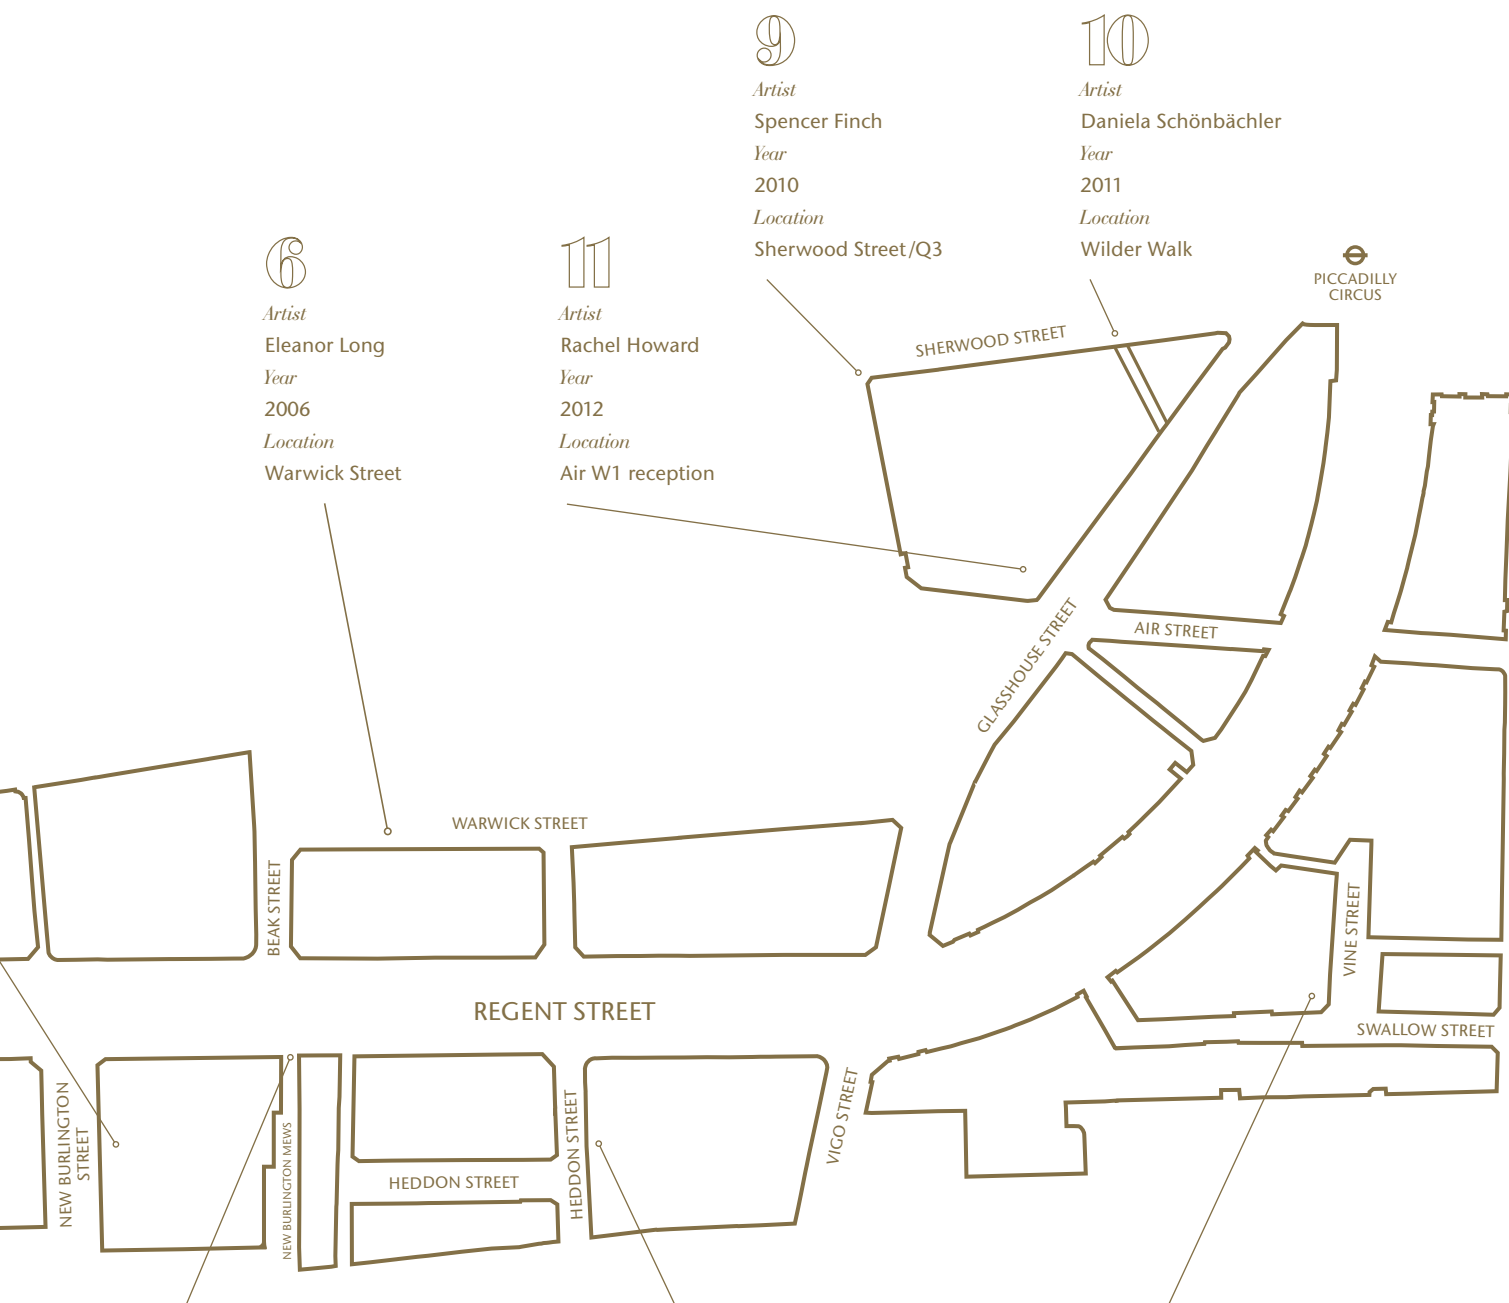 9
Artist
Spencer Finch
Year
2010
Location
Sherwood Street/Q3
10
Artist
Daniela Schönbächler
Year
2011
Location
Wilder Walk
6
Artist
Eleanor Long
Year
2006
Location
Warwick Street
11
Artist
Rachel Howard
Year
2012
Location
Air W1 reception
PICCADILLY
CIRCUS
SHERWOOD STREET
AIR STREET
GLASSHOUSE STREET
WARWICK STREET
BEAK STREET
VINE STREET
REGENT STREET
SWALLOW STREET
NEW BURLINGTON
STREET
NEW BURLINGTON MEWS
HEDDON STREET
HEDDON STREET
VIGO STREET